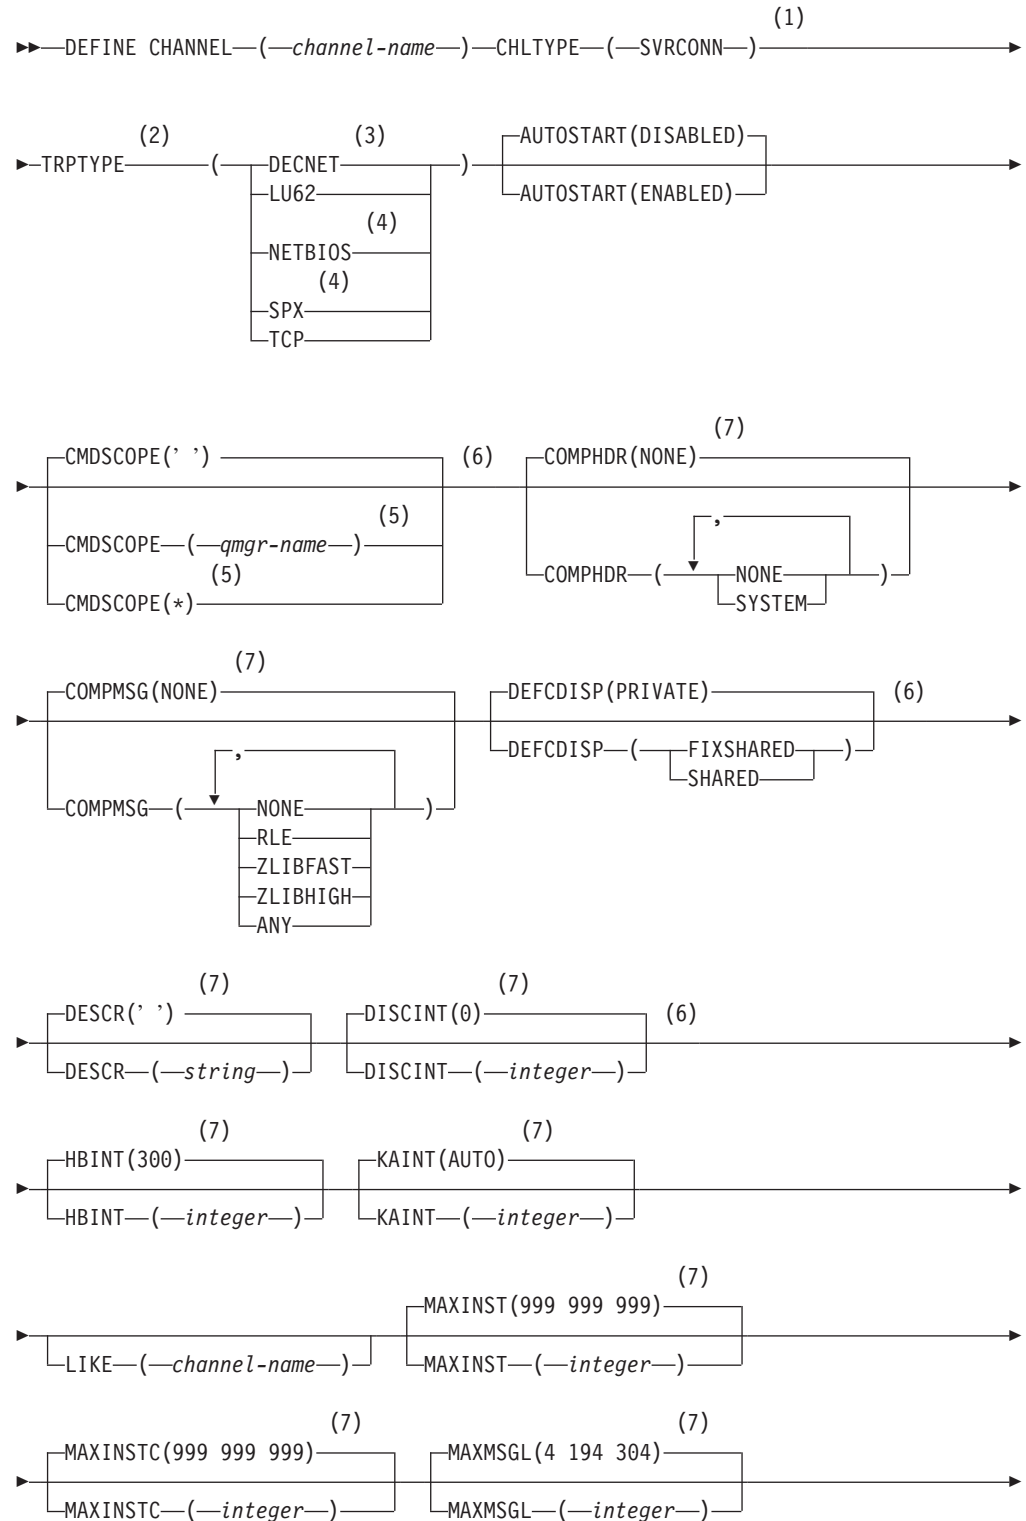 (1)
DEFINE CHANNEL ( channel-name ) CHLTYPE ( SVRCONN )
(2) (3)
TRPTYPE ( DECNET ) AUTOSTART(DISABLED)
LU62 AUTOSTART(ENABLED)
(4)
NETBIOS
(4)
SPX
TCP
(7)
CMDSCOPE(' ') (6) COMPHDR(NONE)
,
(5)
CMDSCOPE ( qmgr-name ) COMPHDR ( NONE )
(5)
CMDSCOPE(*) SYSTEM
(7)
COMPMSG(NONE) DEFCDISP(PRIVATE) (6)
, DEFCDISP ( FIXSHARED )
SHARED
COMPMSG ( NONE )
RLE
ZLIBFAST
ZLIBHIGH
ANY
(7) (7)
DESCR(' ') DISCINT(0) (6)
DESCR ( string ) DISCINT ( integer )
(7) (7)
HBINT(300) KAINT(AUTO)
HBINT ( integer ) KAINT ( integer )
(7)
MAXINST(999 999 999)
LIKE ( channel-name ) MAXINST ( integer )
(7) (7)
MAXINSTC(999 999 999) MAXMSGL(4 194 304)
MAXINSTC ( integer ) MAXMSGL ( integer )